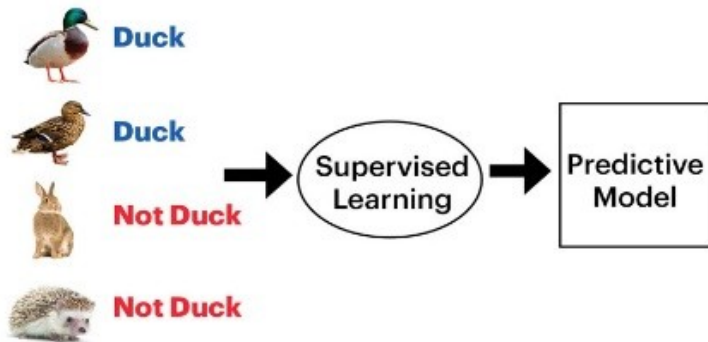 Duck
Duck
Not Duck
Not Duck
Supervised
Learning
Predictive
Model